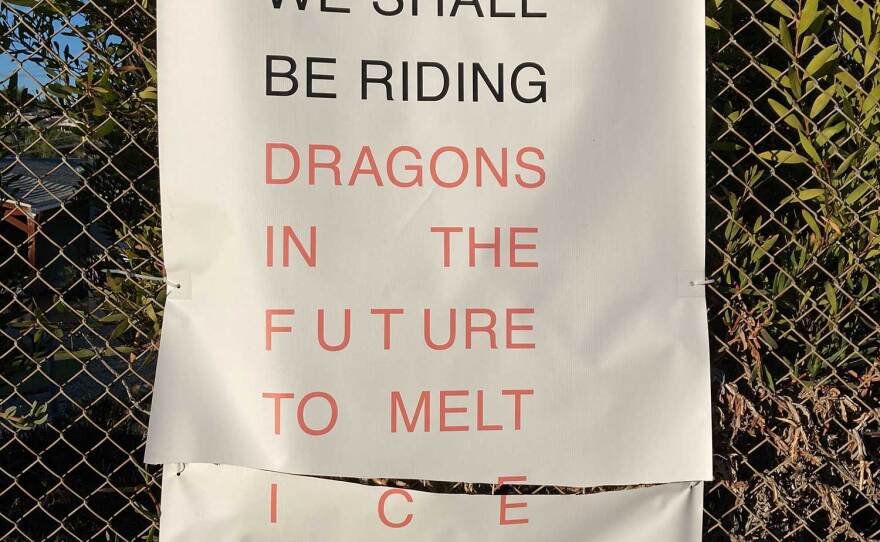 WE SHALL
BE RIDING
DRAGONS
IN THE
FUTURE
TO MELT
ICE